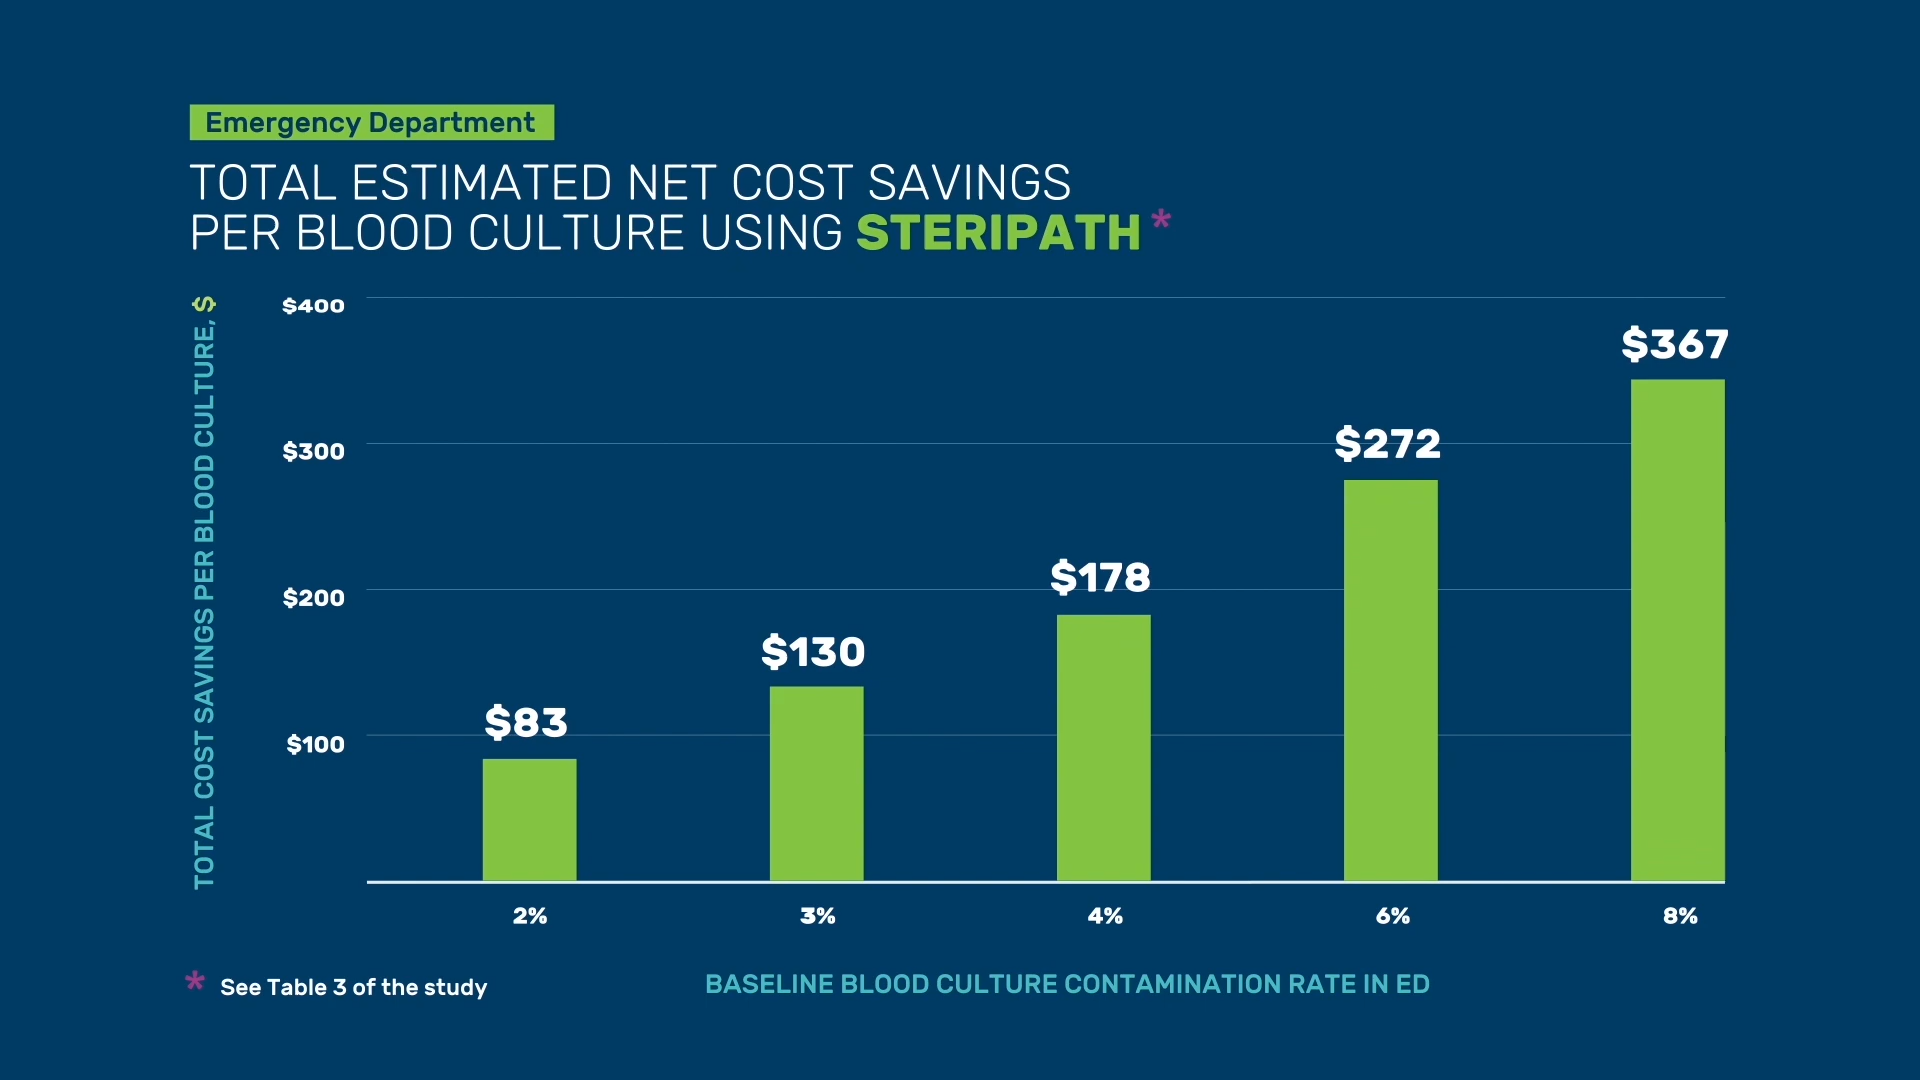 Emergency Department
TOTAL ESTIMATED NET COST SAVINGS
PER BLOOD CULTURE USING STERIPATH *
TOTAL COST SAVINGS PER BLOOD CULTURE, $
$400
$300
$200
$100
$83
$130
$178
$272
$367
2%
3%
4%
6%
8%
BASELINE BLOOD CULTURE CONTAMINATION RATE IN ED
* See Table 3 of the study